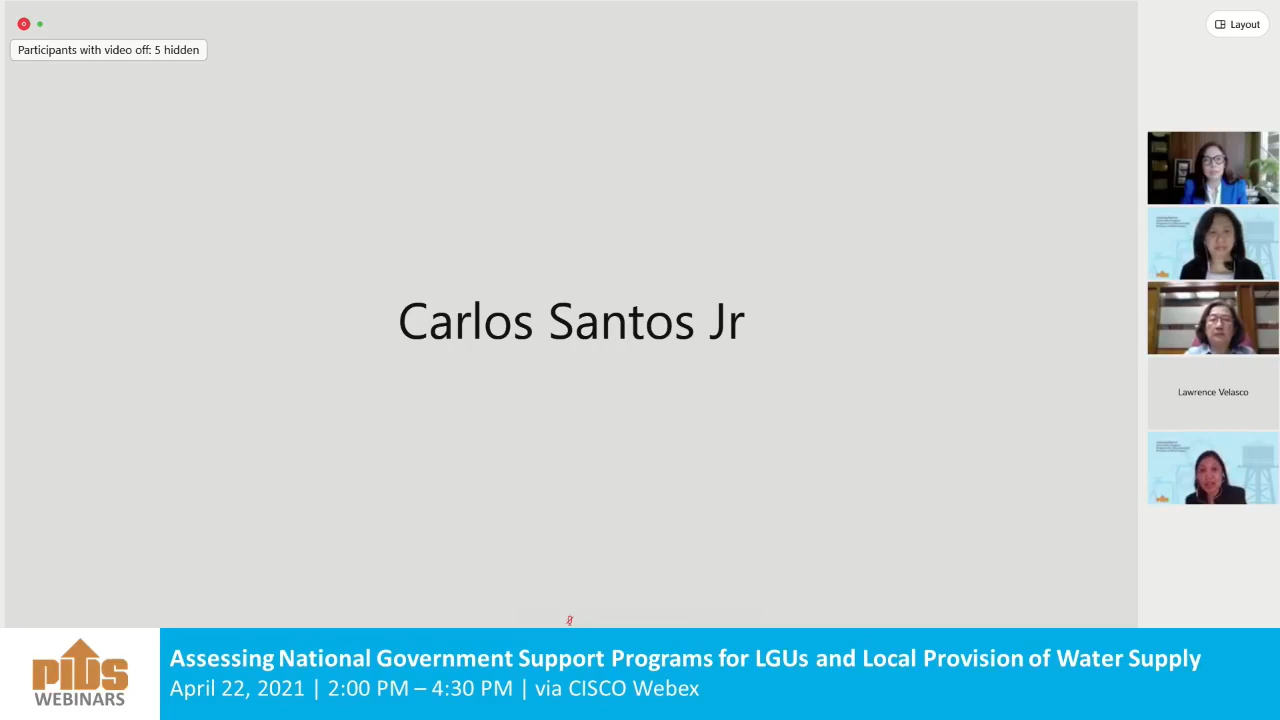 Participants with video off: 5 hidden
Layout
Carlos Santos Jr
Lawrence Velasco
PIDS
WEBINARS
Assessing National Government Support Programs for LGUs and Local Provision of Water Supply
April 22, 2021 | 2:00 PM – 4:30 PM | via CISCO Webex